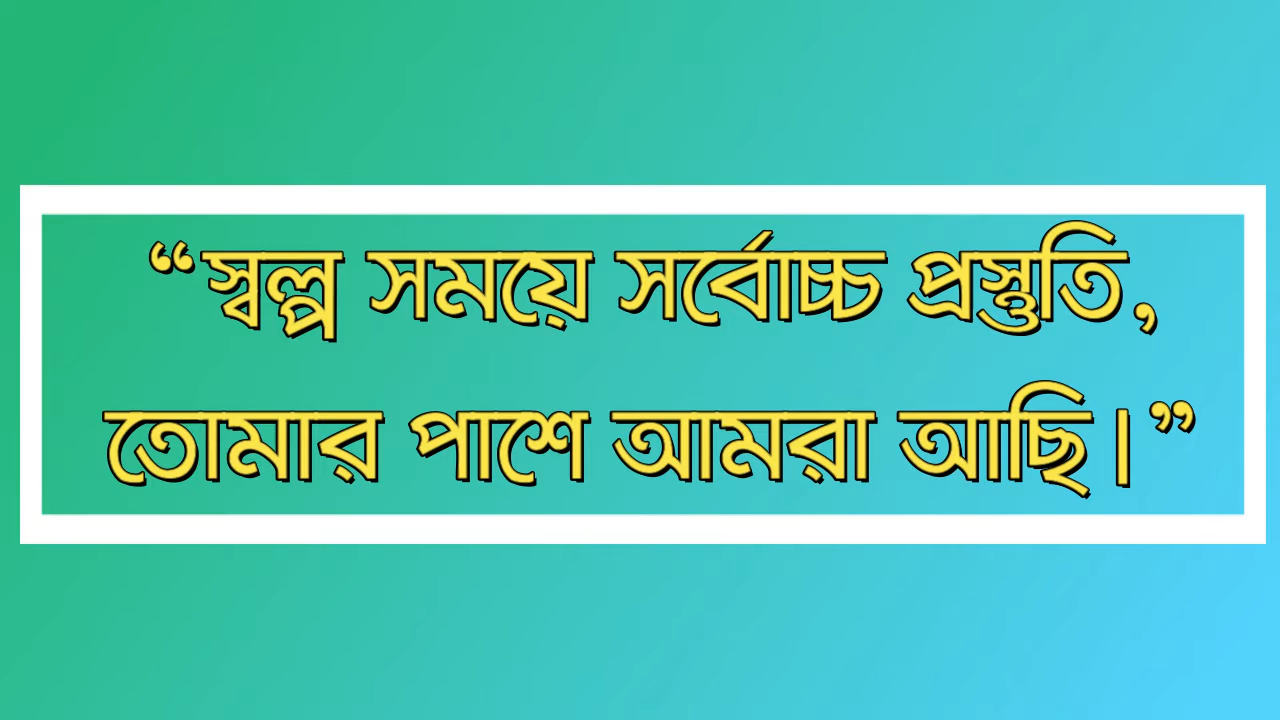 “স্বল্প সময়ে সর্বোচ্চ প্রস্তুতি,
তোমার পাশে আমরা আছি।”